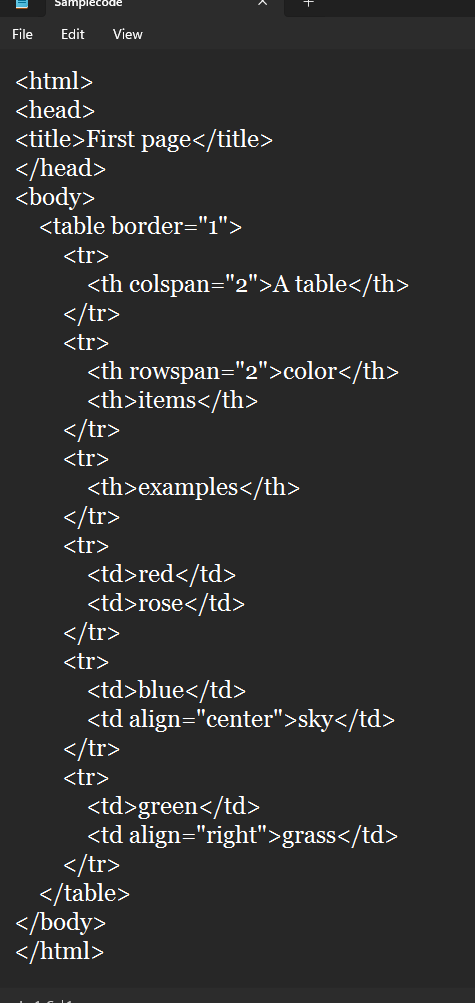 Samplecode
File Edit View
<html>
<head>
<title>First page</title>
</head>
<body>
<table border="1">
<tr>
<th colspan="2">A table</th>
</tr>
<tr>
<th rowspan="2">color</th>
<th>items</th>
</tr>
<tr>
<th>examples</th>
</tr>
<tr>
<td>red</td>
<td>rose</td>
</tr>
<tr>
<td>blue</td>
<td align="center">sky</td>
</tr>
<tr>
<td>green</td>
<td align="right">grass</td>
</tr>
</table>
</body>
</html>